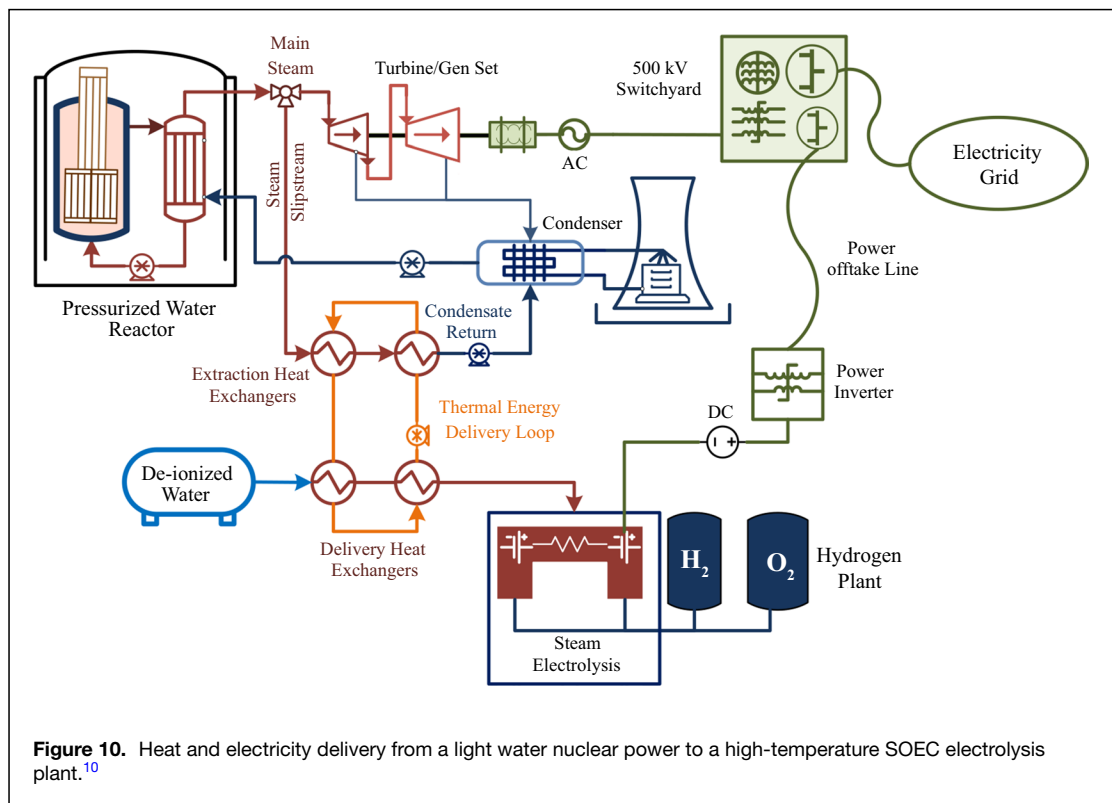 Main
Steam
Turbine/Gen Set
500 kV
Switchyard
AC
Electricity
Grid
Steam
Slipstream
Condenser
Power
offtake Line
Pressurized Water
Reactor
Condensate
Return
Extraction Heat
Exchangers
Power
Inverter
Thermal Energy
Delivery Loop
DC
De-ionized
Water
Delivery Heat
Exchangers
H2
O2
Hydrogen
Plant
Steam
Electrolysis
Figure 10. Heat and electricity delivery from a light water nuclear power to a high-temperature SOEC electrolysis
plant.10